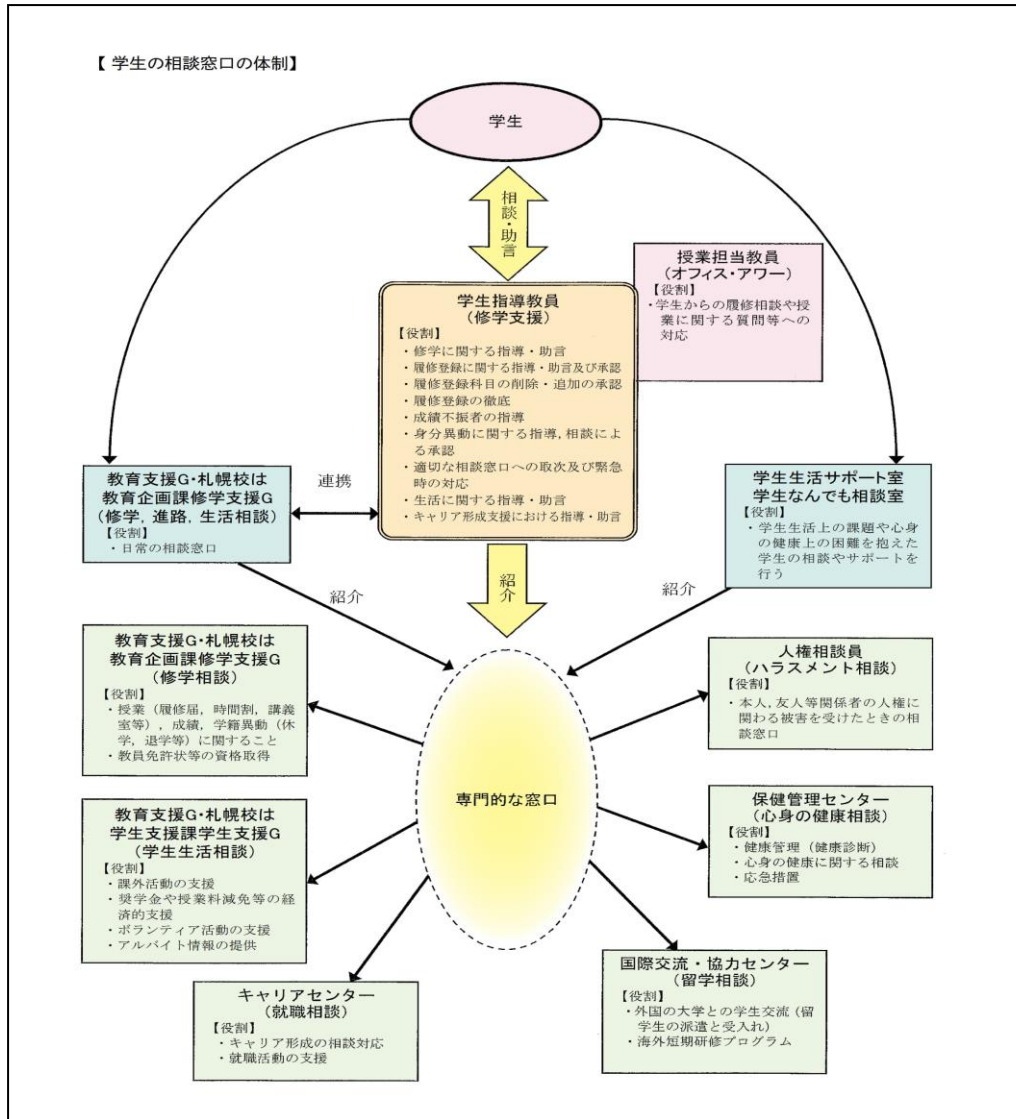 【 学生の相談窓口の体制】
学生
相談・助言
学生指導教員
(修学支援)
【役割】
・修学に関する指導・助言
・履修登録に関する指導・助言及び承認
・履修登録科目の削除・追加の承認
・履修登録の徹底
・成績不振者の指導
・身分異動に関する指導,相談によ
る承認
・適切な相談窓口への取次及び緊急
時の対応
・生活に関する指導・助言
・キャリア形成支援における指導・助言
授業担当教員
(オフィス・アワー)
【役割】
・学生からの履修相談や授
業に関する質問等への
対応
教育支援G・札幌校は
教育企画課修学支援G
(修学,進路,生活相談)
【役割】
・日常の相談窓口
連携
学生生活サポート室
学生なんでも相談室
【役割】
・学生生活上の課題や心身
の健康上の困難を抱えた
学生の相談やサポートを
行う
紹介
紹介
紹介
教育支援G・札幌校は
教育企画課修学支援G
(修学相談)
【役割】
・授業(履修届,時間割,講義
室等),成績,学籍異動(休
学,退学等)に関すること
・教員免許状等の資格取得
人権相談員
(ハラスメント相談)
【役割】
・本人,友人等関係者の人権に
関わる被害を受けたときの相
談窓口
専門的な窓口
教育支援G・札幌校は
学生支援課学生支援G
(学生生活相談)
【役割】
・課外活動の支援
・奨学金や授業料減免等の経
済的支援
・ボランティア活動の支援
・アルバイト情報の提供
保健管理センター
(心身の健康相談)
【役割】
・健康管理(健康診断)
・心身の健康に関する相談
・応急措置
キャリアセンター
(就職相談)
【役割】
・キャリア形成の相談対応
・就職活動の支援
国際交流・協力センター
(留学相談)
【役割】
・外国の大学との学生交流(留
学生の派遣と受入れ)
・海外短期研修プログラム